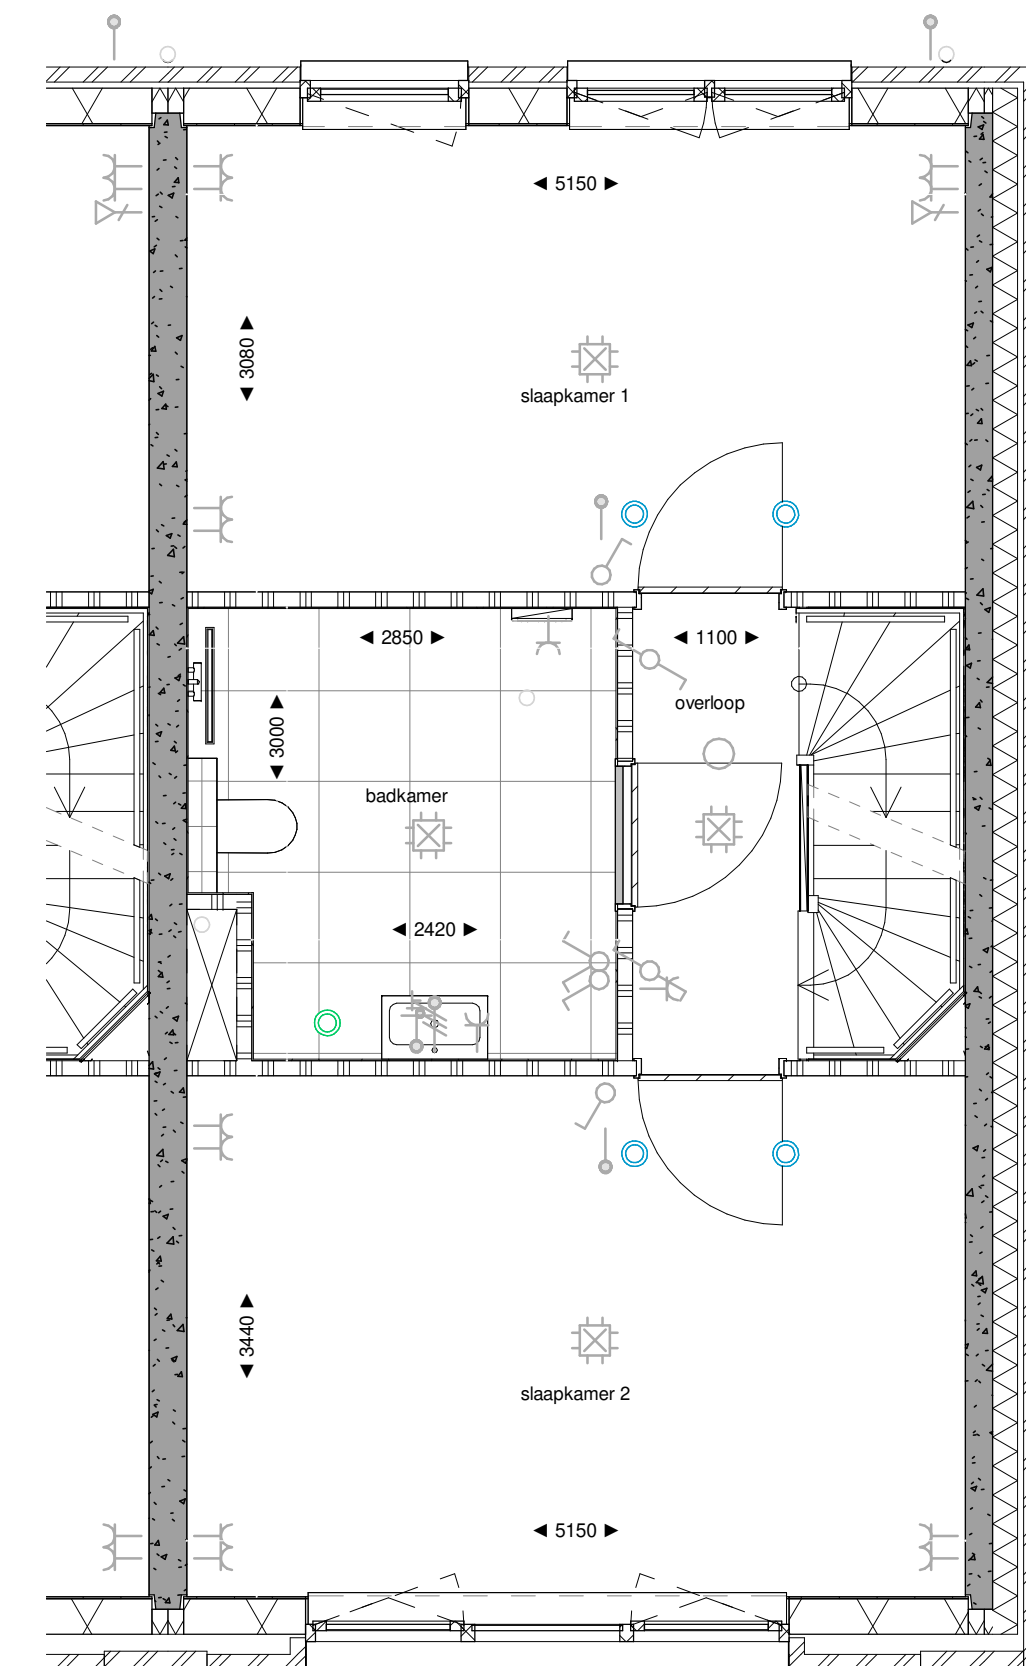 ◄ 5150 ►
◄ 3080 ►
slaapkamer 1
◄ 2850 ►
◄ 1100 ►
overloop
◄ 3000 ►
badkamer
◄ 2420 ►
◄ 3440 ►
slaapkamer 2
◄ 5150 ►